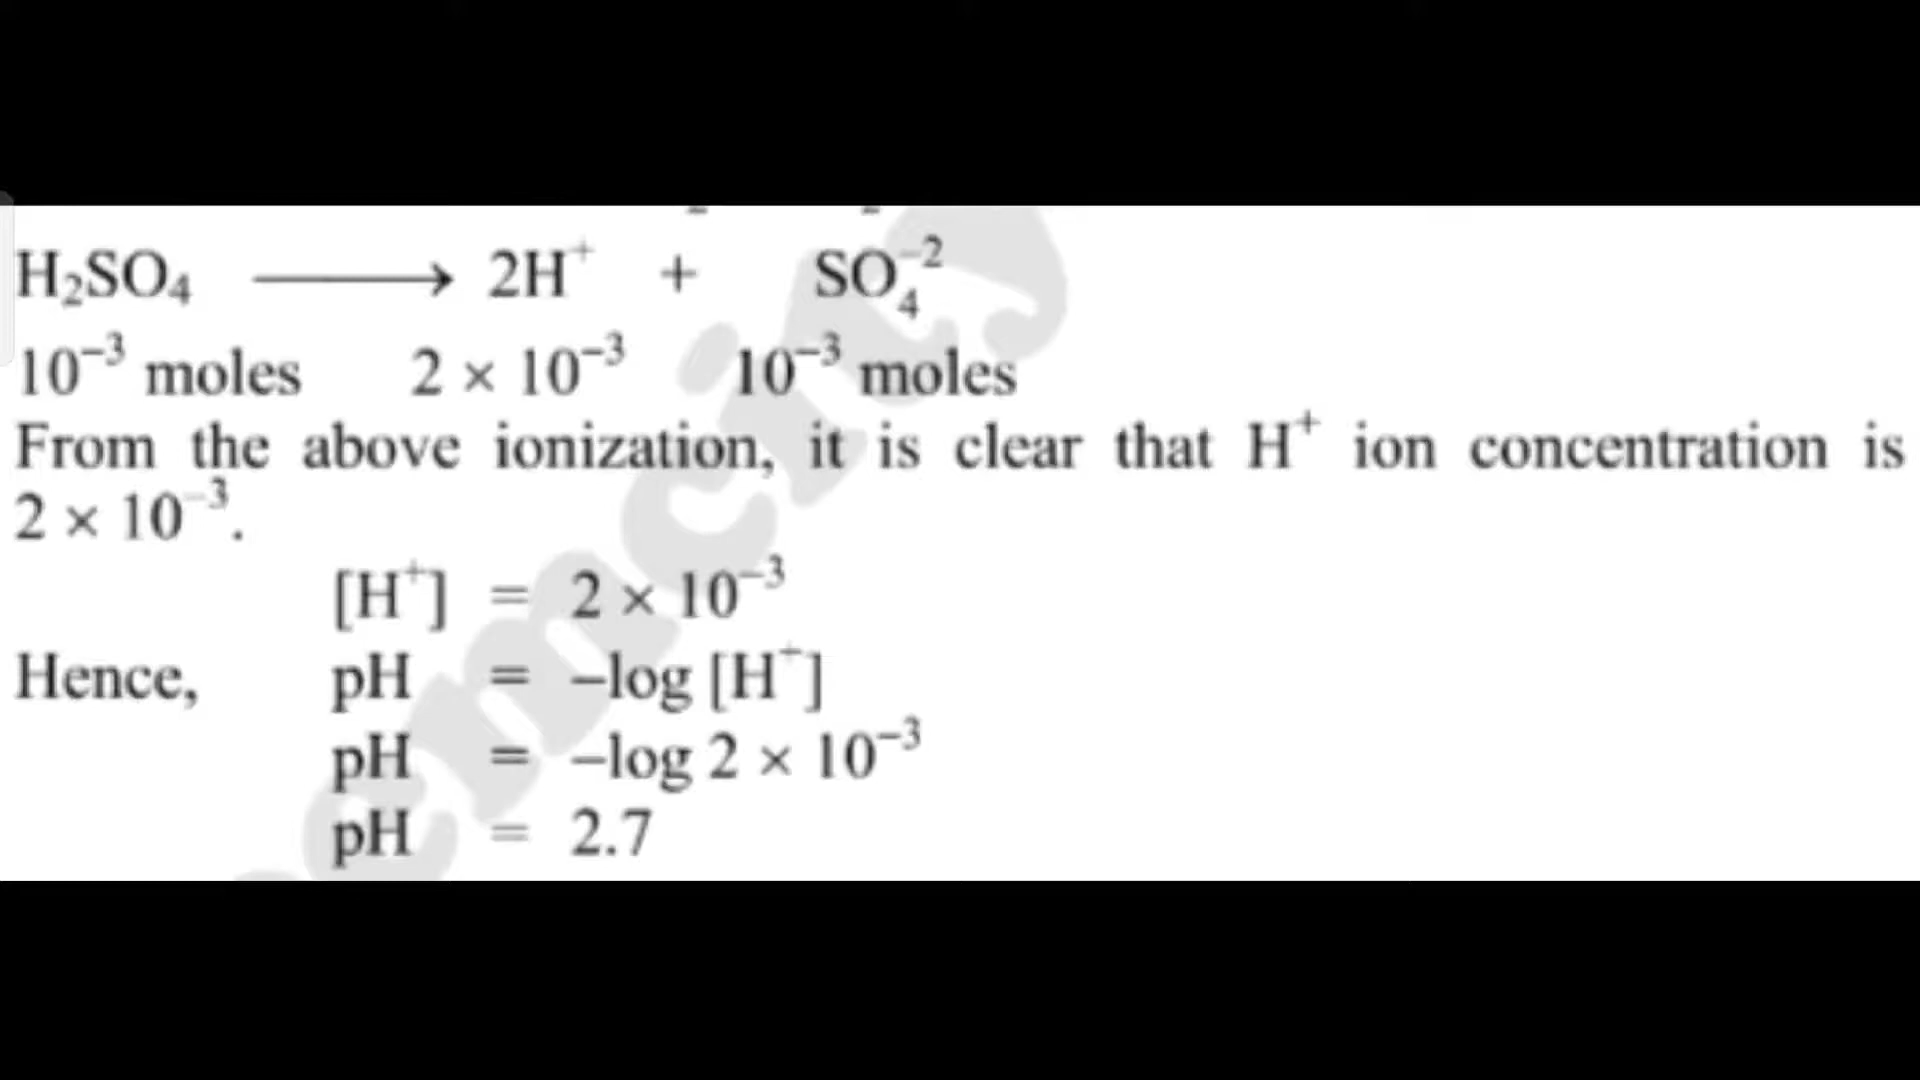 H₂SO₄ ⟶ 2H⁺ + SO₄⁻²
10⁻³ moles 2 × 10⁻³ 10⁻³ moles
From the above ionization, it is clear that H⁺ ion concentration is
2 × 10⁻³.
[H⁺] = 2 × 10⁻³
Hence, pH = –log [H⁺]
pH = –log 2 × 10⁻³
pH = 2.7